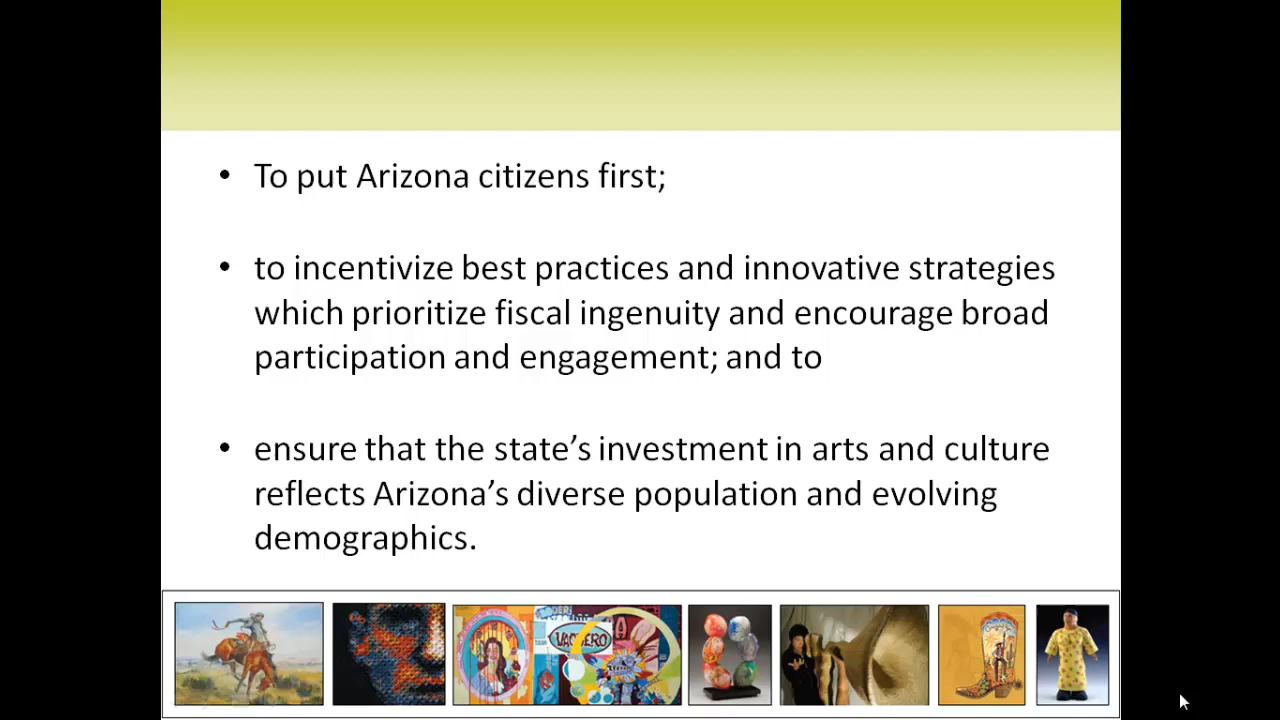 • To put Arizona citizens first;
• to incentivize best practices and innovative strategies
which prioritize fiscal ingenuity and encourage broad
participation and engagement; and to
• ensure that the state’s investment in arts and culture
reflects Arizona’s diverse population and evolving
demographics.
VAQUERO